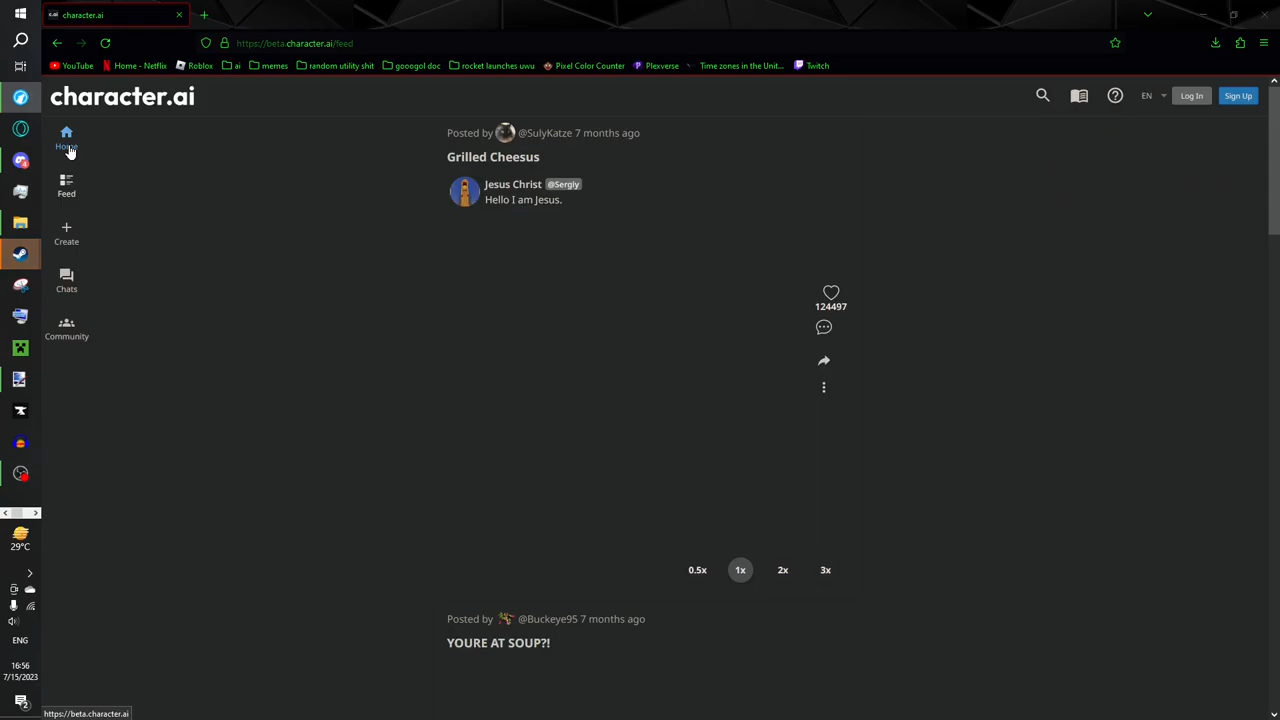 character.ai
https://beta.character.ai/feed
YouTube Home - Netflix Roblox ai memes random utility shit gooogol doc rocket launches uwu Pixel Color Counter Plexverse Time zones in the Unit... Twitch
character.ai
EN Log In Sign Up
Home
Feed
Create
Chats
Community
Posted by @SulyKatze 7 months ago
Grilled Cheesus
Jesus Christ @Sergly
Hello I am Jesus.
124497
0.5x 1x 2x 3x
Posted by @Buckeye95 7 months ago
YOURE AT SOUP?!
29°C
ENG
16:56
7/15/2023
2
https://beta.character.ai